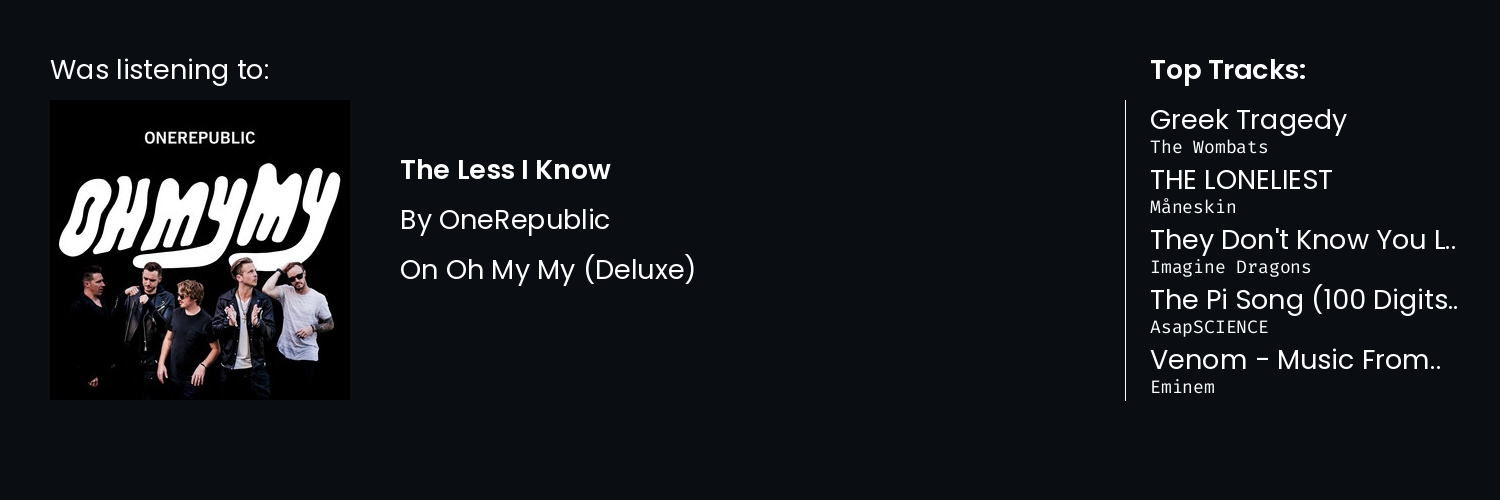 Was listening to:
ONEREPUBLIC
OH MY MY
The Less I Know
By OneRepublic
On Oh My My (Deluxe)
Top Tracks:
Greek Tragedy
The Wombats
THE LONELIEST
Måneskin
They Don't Know You L..
Imagine Dragons
The Pi Song (100 Digits..
AsapSCIENCE
Venom - Music From..
Eminem